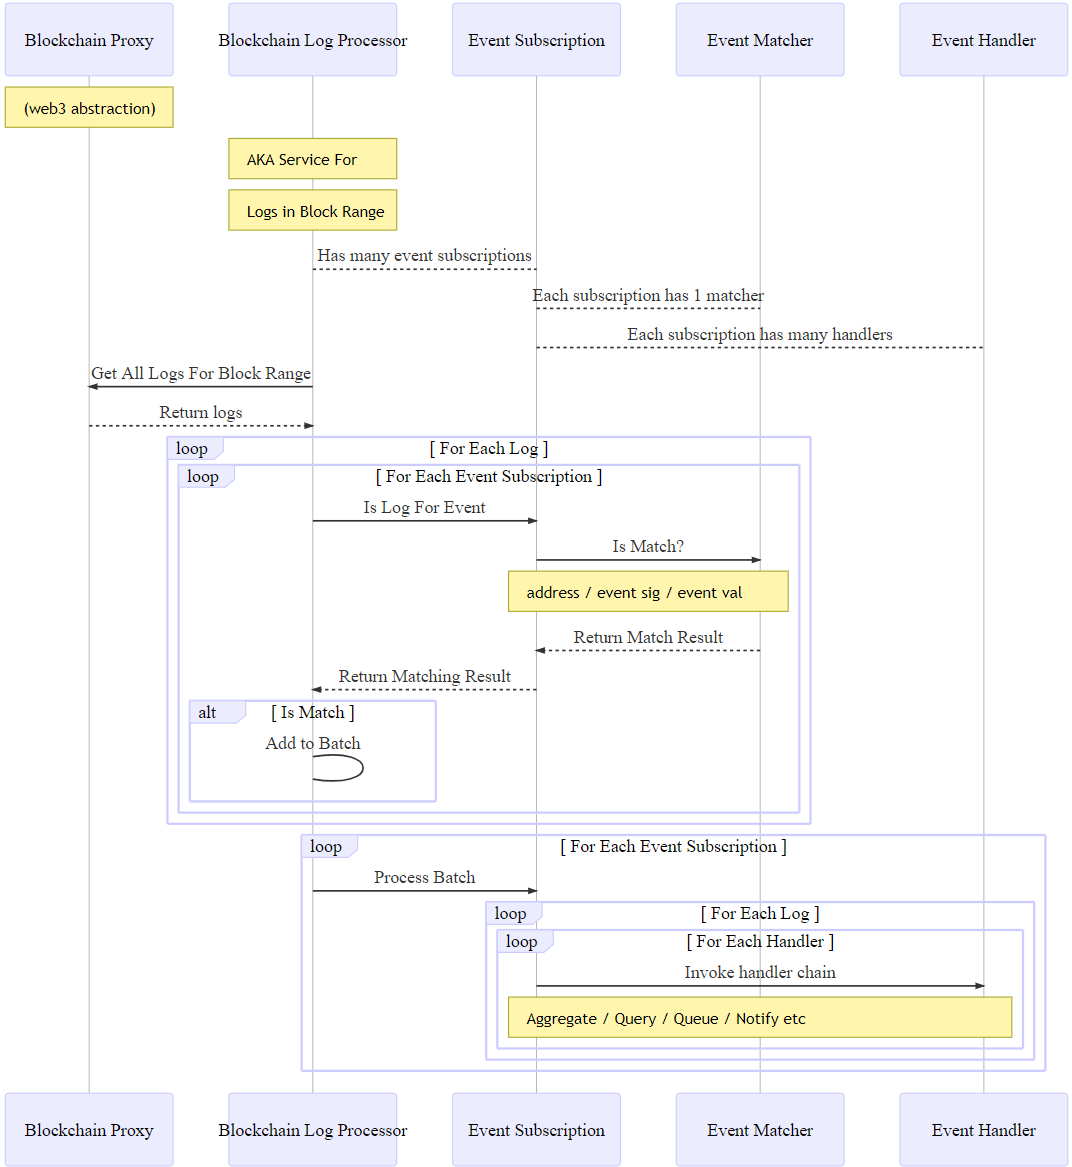 Blockchain Proxy
Blockchain Log Processor
Event Subscription
Event Matcher
Event Handler
(web3 abstraction)
AKA Service For
Logs in Block Range
Has many event subscriptions
Each subscription has 1 matcher
Each subscription has many handlers
Get All Logs For Block Range
Return logs
loop
[ For Each Log ]
loop
[ For Each Event Subscription ]
Is Log For Event
Is Match?
address / event sig / event val
Return Match Result
Return Matching Result
alt
[ Is Match ]
Add to Batch
loop
[ For Each Event Subscription ]
Process Batch
loop
[ For Each Log ]
loop
[ For Each Handler ]
Invoke handler chain
Aggregate / Query / Queue / Notify etc
Blockchain Proxy
Blockchain Log Processor
Event Subscription
Event Matcher
Event Handler